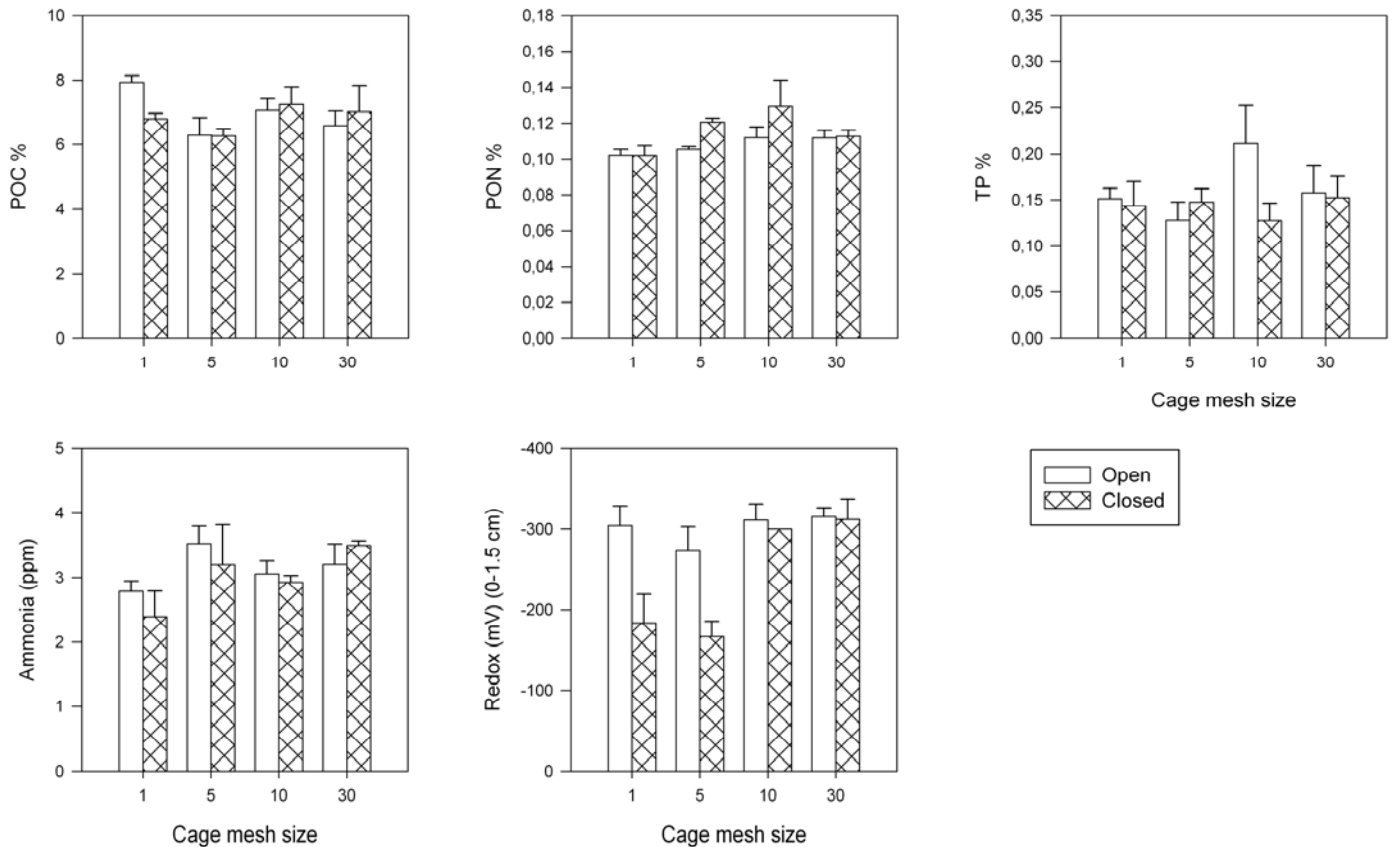 POC %
10
8
6
4
2
0
1 5 10 30
PON %
0,18
0,16
0,14
0,12
0,10
0,08
0,06
0,04
0,02
0,00
1 5 10 30
TP %
0,35
0,30
0,25
0,20
0,15
0,10
0,05
0,00
1 5 10 30
Cage mesh size
Ammonia (ppm)
5
4
3
2
1
0
1 5 10 30
Cage mesh size
Redox (mV) (0-1.5 cm)
-400
-300
-200
-100
0
1 5 10 30
Cage mesh size
Open
Closed